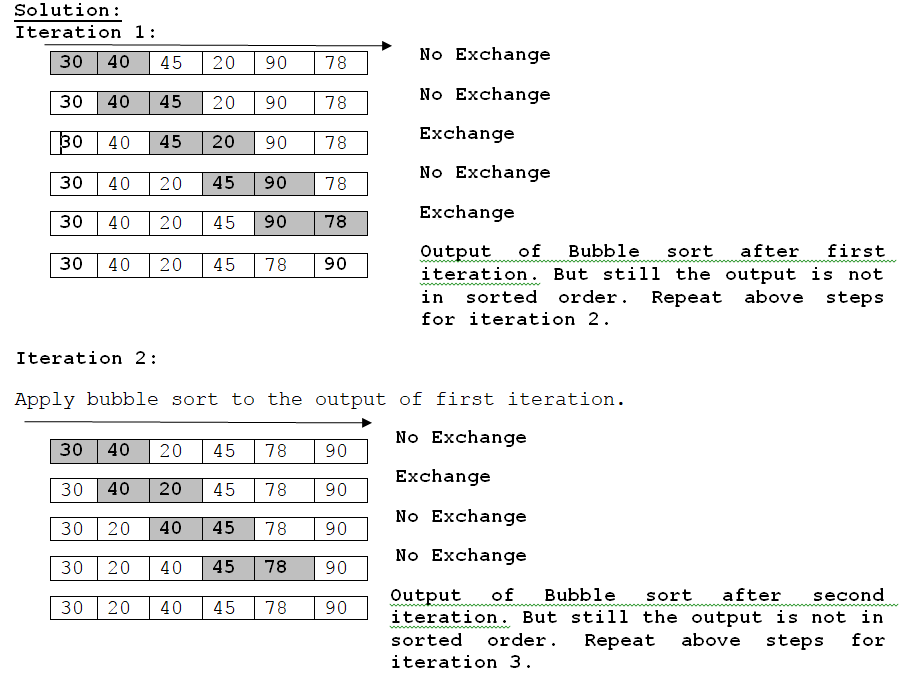 Solution:
Iteration 1:
30 40 45 20 90 78 No Exchange
30 40 45 20 90 78 No Exchange
30 40 45 20 90 78 Exchange
30 40 20 45 90 78 No Exchange
30 40 20 45 90 78 Exchange
30 40 20 45 78 90
Output of Bubble sort after first
iteration. But still the output is not
in sorted order. Repeat above steps
for iteration 2.
Iteration 2:
Apply bubble sort to the output of first iteration.
30 40 20 45 78 90 No Exchange
30 40 20 45 78 90 Exchange
30 20 40 45 78 90 No Exchange
30 20 40 45 78 90 No Exchange
30 20 40 45 78 90
Output of Bubble sort after second
iteration. But still the output is not in
sorted order. Repeat above steps for
iteration 3.